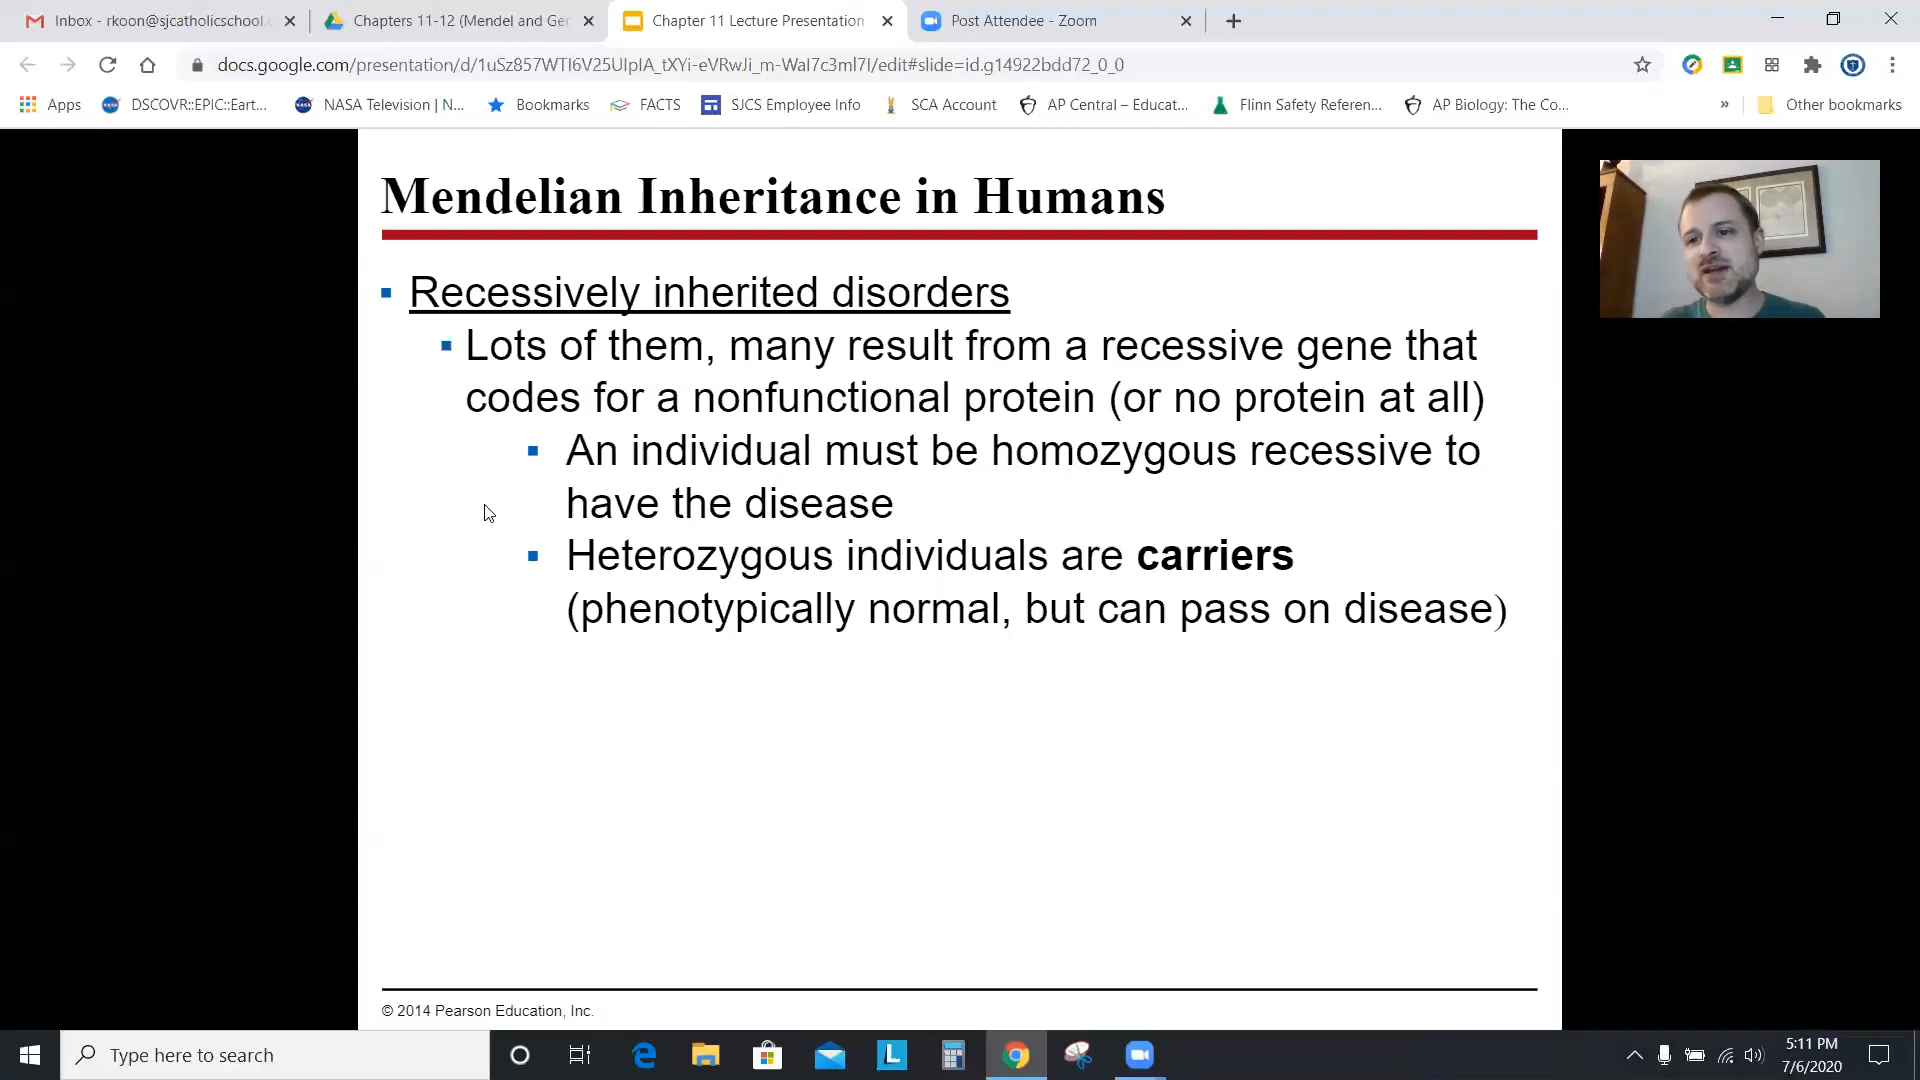 Inbox - rkoon@sjcatholicschool.e
Chapters 11-12 (Mendel and Ge
Chapter 11 Lecture Presentation
Post Attendee - Zoom
docs.google.com/presentation/d/1uSz857WTI6V25UIpIA_tXYi-eVRwJi_m-WaI7c3ml7I/edit#slide=id.g14922bdd72_0_0
Apps
DSCOVR::EPIC::Eart...
NASA Television | N...
Bookmarks
FACTS
SJCS Employee Info
SCA Account
AP Central – Educat...
Flinn Safety Referen...
AP Biology: The Co...
»
Other bookmarks
Mendelian Inheritance in Humans
Recessively inherited disorders
Lots of them, many result from a recessive gene that
codes for a nonfunctional protein (or no protein at all)
An individual must be homozygous recessive to
have the disease
Heterozygous individuals are carriers
(phenotypically normal, but can pass on disease)
© 2014 Pearson Education, Inc.
Type here to search
5:11 PM
7/6/2020